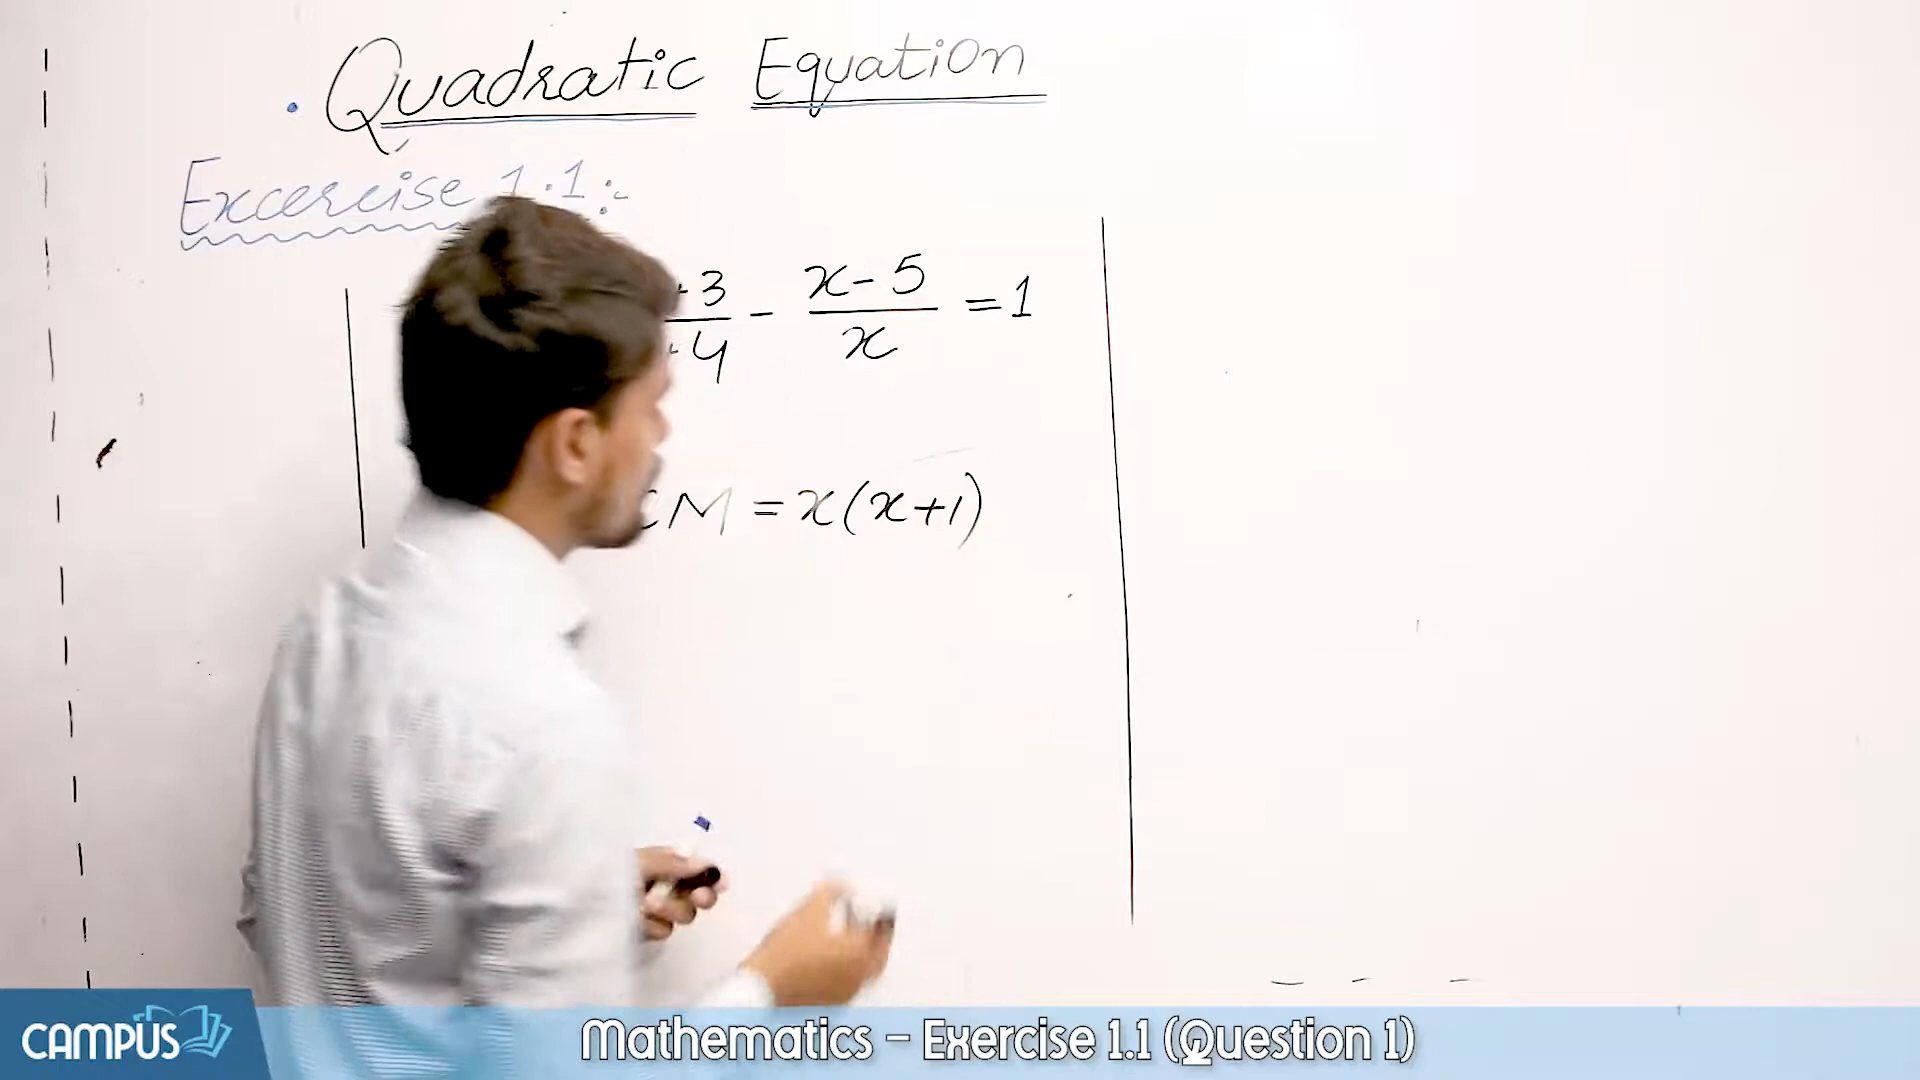 • Quadratic Equation
Excercise 1.1:-
+3/+4 - x-5/x = 1
CM = x(x+1)
CAMPUS
Mathematics – Exercise 1.1 (Question 1)